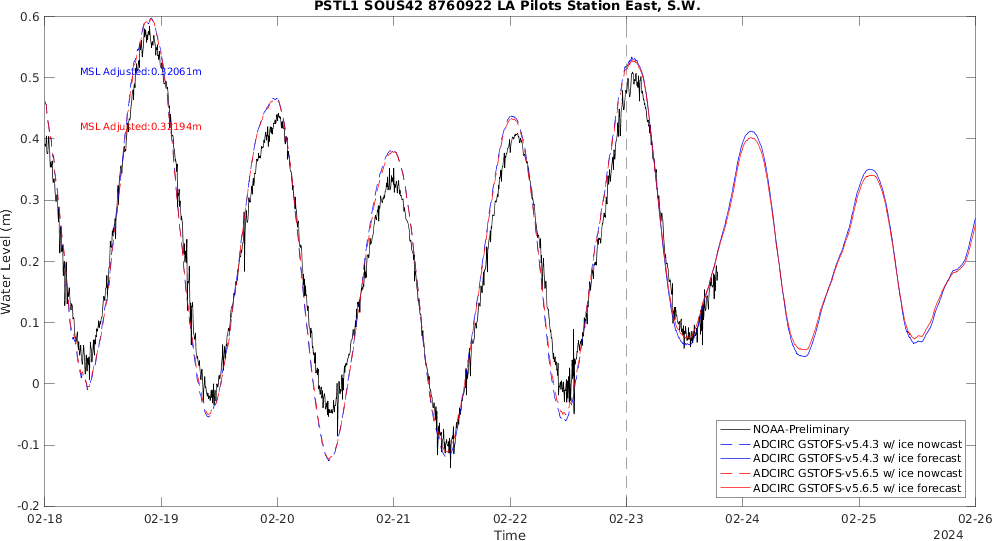 PSTL1 SOUS42 8760922 LA Pilots Station East, S.W.
0.6
0.5
0.4
0.3
0.2
0.1
0
-0.1
-0.2
Water Level (m)
MSL Adjusted:0.32061m
MSL Adjusted:0.32194m
NOAA-Preliminary
ADCIRC GSTOFS-v5.4.3 w/ ice nowcast
ADCIRC GSTOFS-v5.4.3 w/ ice forecast
ADCIRC GSTOFS-v5.6.5 w/ ice nowcast
ADCIRC GSTOFS-v5.6.5 w/ ice forecast
02-18 02-19 02-20 02-21 02-22 02-23 02-24 02-25 02-26
Time
2024